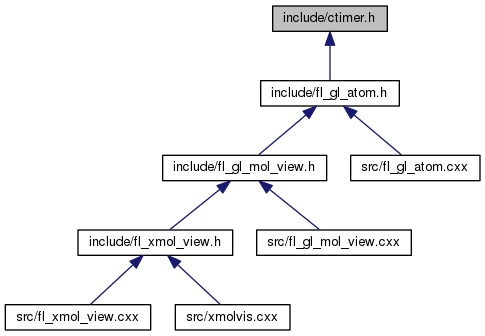 include/ctimer.h
include/fl_gl_atom.h
include/fl_gl_mol_view.h
src/fl_gl_atom.cxx
include/fl_xmol_view.h
src/fl_gl_mol_view.cxx
src/fl_xmol_view.cxx
src/xmolvis.cxx